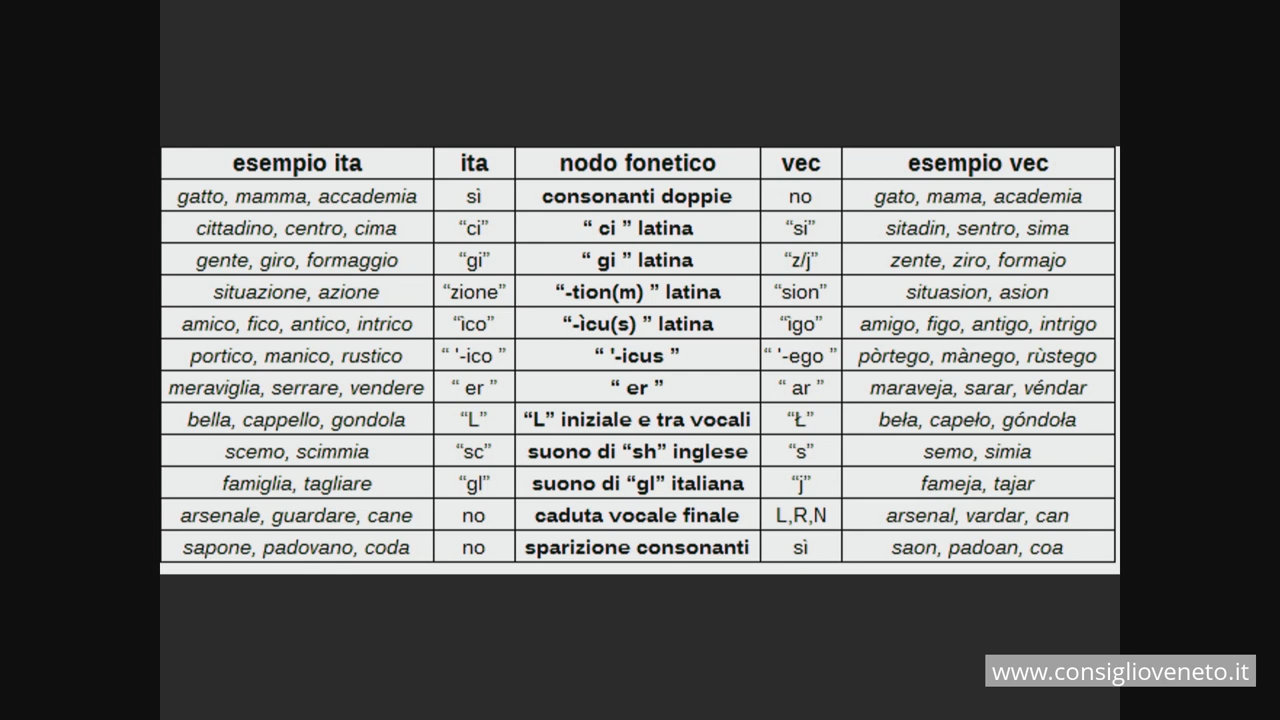 esempio ita ita nodo fonetico vec esempio vec
gatto, mamma, accademia sì consonanti doppie no gato, mama, academia
cittadino, centro, cima “ci” “ ci ” latina “si” sitadin, sentro, sima
gente, giro, formaggio “gi” “ gi ” latina “z/j” zente, ziro, formajo
situazione, azione “zione” “-tion(m) ” latina “sion” situasion, asion
amico, fico, antico, intrico “ìco” “-ìcu(s) ” latina “ìgo” amigo, figo, antigo, intrigo
portico, manico, rustico “ '-ico ” “ '-icus ” “ '-ego ” pòrtego, mànego, rùstego
meraviglia, serrare, vendere “ er ” “ er ” “ ar ” maraveja, sarar, véndar
bella, cappello, gondola “L” “L” iniziale e tra vocali “Ł” beła, capeło, góndoła
scemo, scimmia “sc” suono di “sh” inglese “s” semo, simia
famiglia, tagliare “gl” suono di “gl” italiana “j” fameja, tajar
arsenale, guardare, cane no caduta vocale finale L,R,N arsenal, vardar, can
sapone, padovano, coda no sparizione consonanti sì saon, padoan, coa
www.consiglioveneto.it